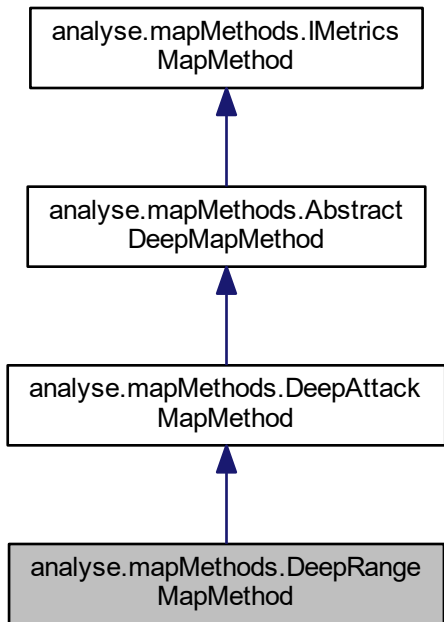 analyse.mapMethods.IMetrics
MapMethod
analyse.mapMethods.Abstract
DeepMapMethod
analyse.mapMethods.DeepAttack
MapMethod
analyse.mapMethods.DeepRange
MapMethod